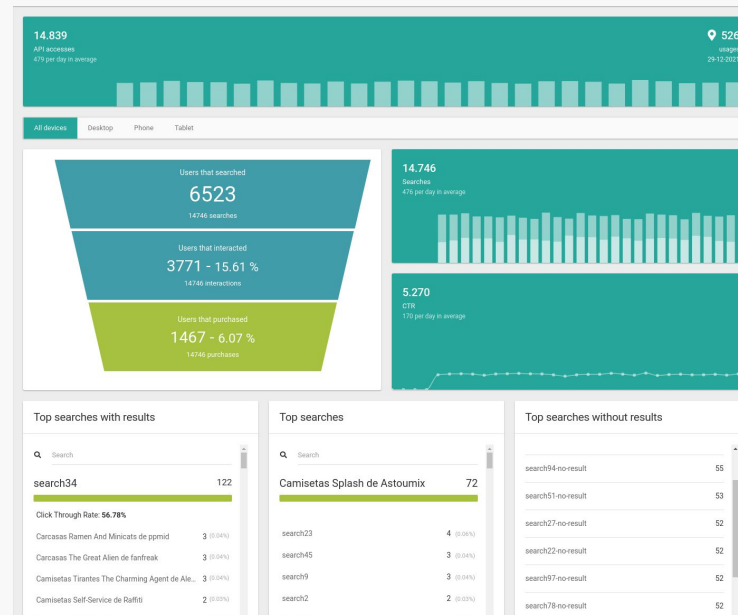 14.839
API accesses
479 per day in average
526
usages
29-12-2021
All devices Desktop Phone Tablet
Users that searched
6523
14746 searches
Users that interacted
3771 - 15.61 %
14746 interactions
Users that purchased
1467 - 6.07 %
14746 purchases
14.746
Searches
476 per day in average
5.270
CTR
170 per day in average
Top searches with results
Search
search34 122
Click Through Rate: 56.78%
Carcasas Ramen And Minicats de ppmid 3 (0.04%)
Carcasas The Great Alien de fanfreak 3 (0.04%)
Camisetas Tirantes The Charming Agent de Ale... 3 (0.04%)
Camisetas Self-Service de Raffiti 2 (0.03%)
Top searches
Search
Camisetas Splash de Astoumix 72
search23 4 (0.06%)
search45 3 (0.04%)
search9 3 (0.04%)
search2 2 (0.03%)
Top searches without results
search94-no-result 55
search51-no-result 53
search27-no-result 52
search22-no-result 52
search97-no-result 52
search78-no-result 52